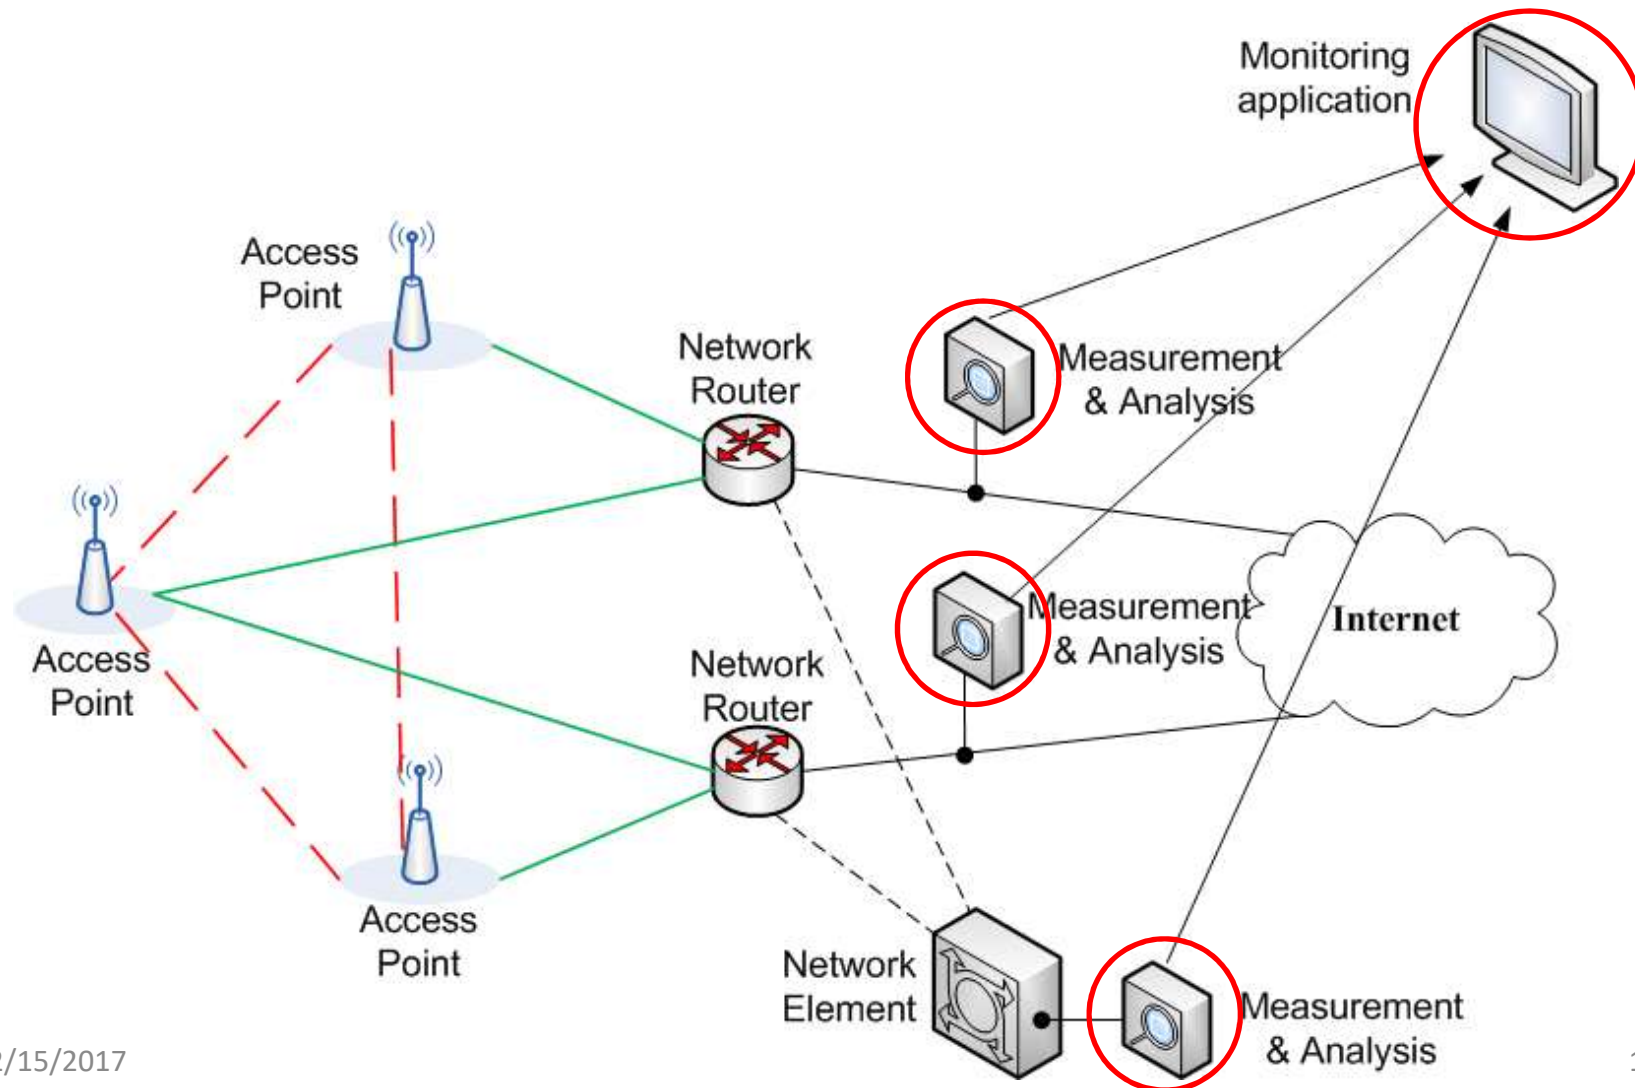 Monitoring
application
Access
Point
Network
Router
Measurement
& Analysis
Access
Point
Network
Router
Measurement
& Analysis
Internet
Access
Point
Network
Element
Measurement
& Analysis
2/15/2017